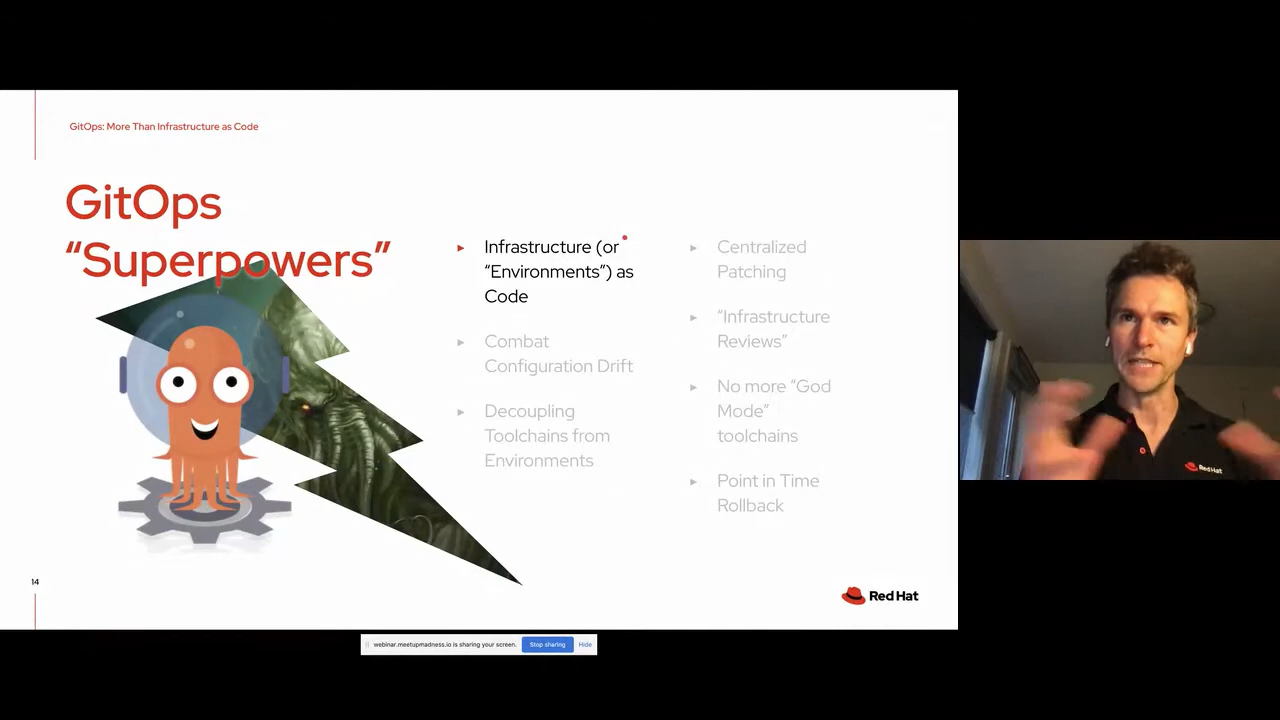 GitOps: More Than Infrastructure as Code
GitOps
“Superpowers”
Infrastructure (or
“Environments”) as
Code
Combat
Configuration Drift
Decoupling
Toolchains from
Environments
Centralized
Patching
“Infrastructure
Reviews”
No more “God
Mode”
toolchains
Point in Time
Rollback
14
Red Hat
webinar.meetupmadness.io is sharing your screen.
Stop sharing
Hide
Red Hat